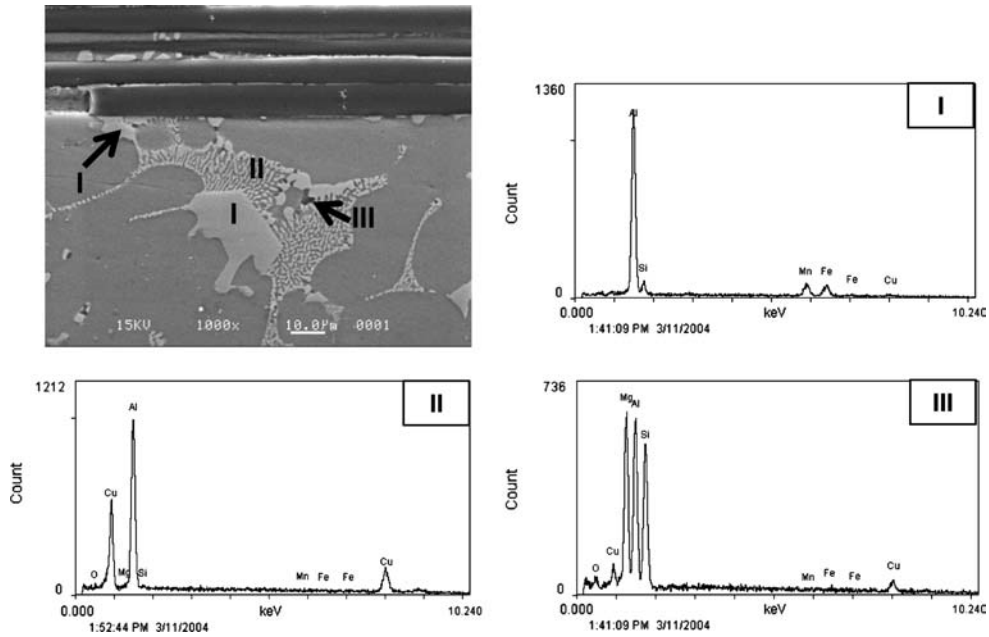 I
II
I
III
15KV 1000x 10.0µm 0001
1360
I
Al
Count
Si
Mn Fe Fe Cu
0
0.000 keV 10.240
1:41:09 PM 3/11/2004
1212
II
Al
Cu
Count
O Mg Si Mn Fe Fe Cu
0
0.000 keV 10.240
1:52:44 PM 3/11/2004
736
III
Mg Al
Si
Count
O Cu Mn Fe Fe Cu
0
0.000 keV 10.240
1:41:09 PM 3/11/2004